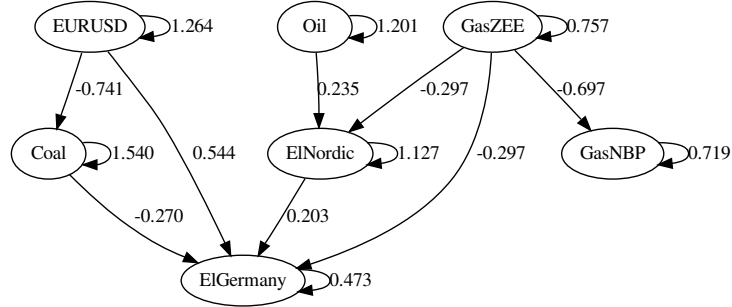 EURUSD 1.264 Oil 1.201 GasZEE 0.757
-0.741 0.235 -0.297 -0.697
Coal 1.540 0.544 ElNordic 1.127 -0.297 GasNBP 0.719
-0.270 0.203
ElGermany 0.473